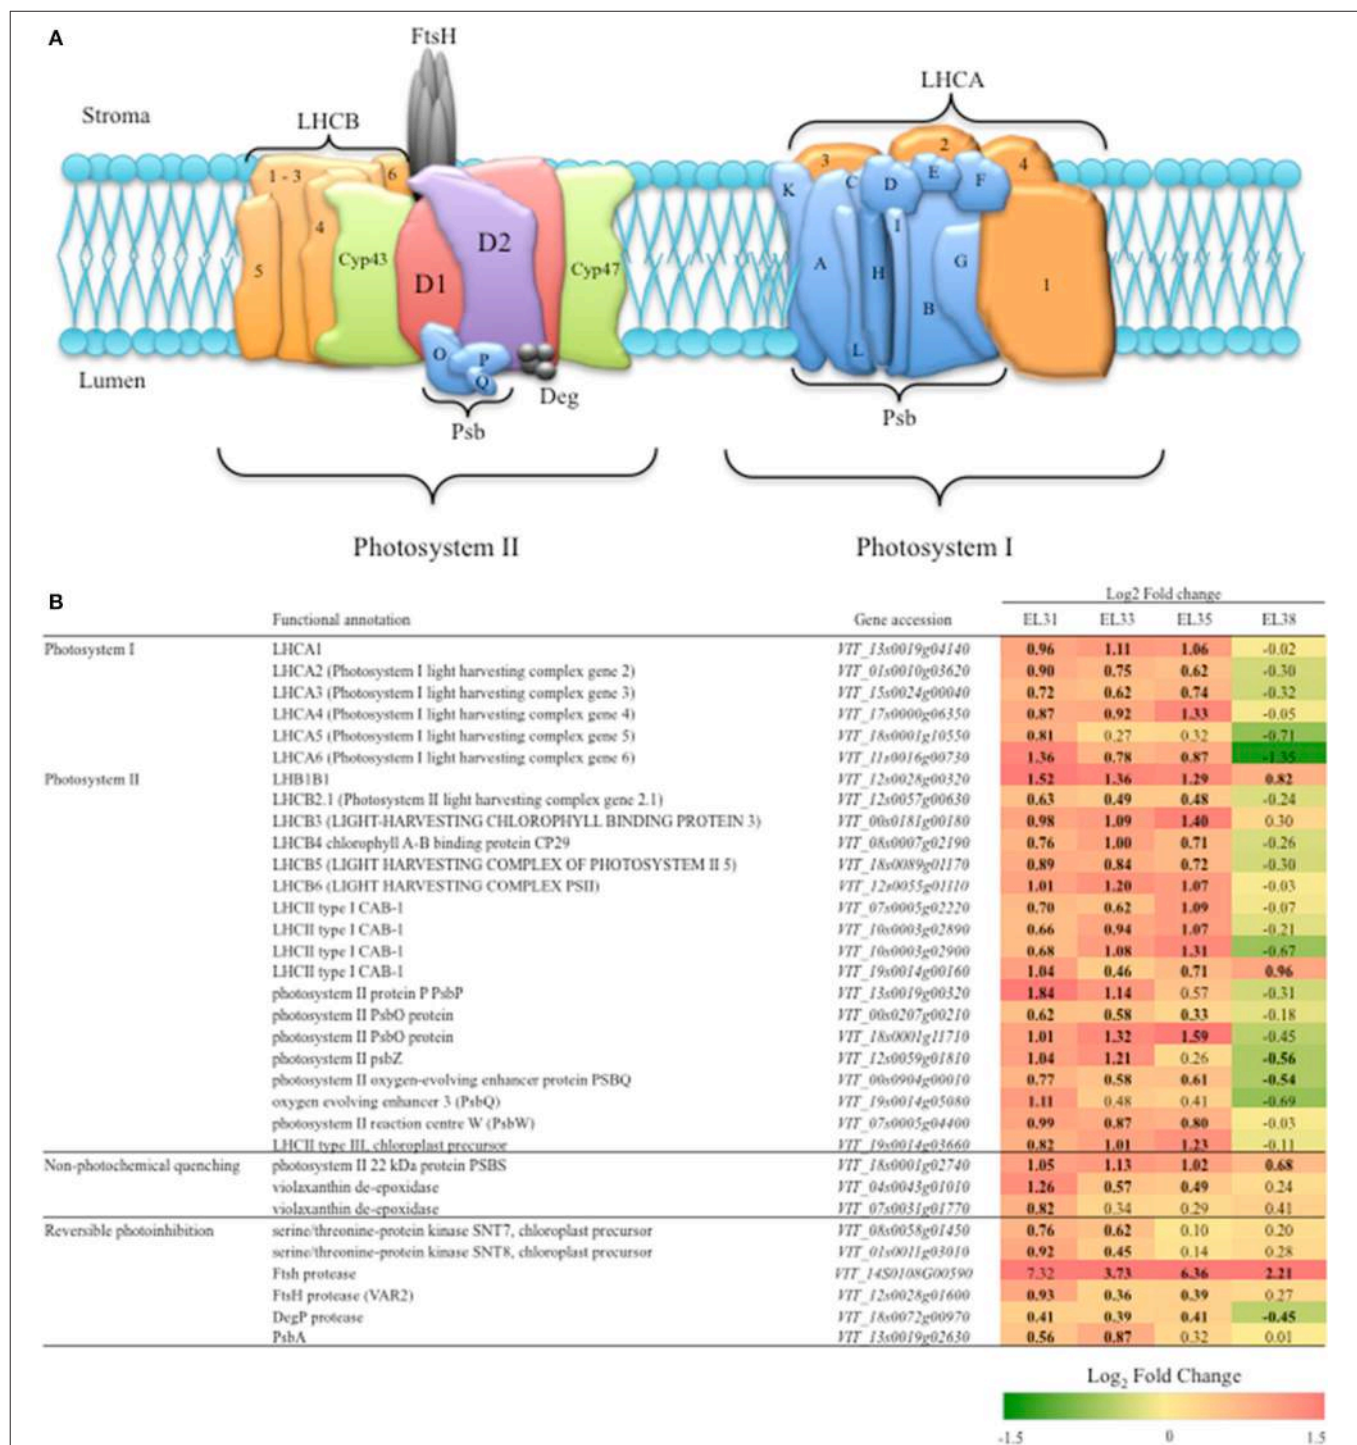 A
FtsH
LHCA
Stroma
LHCB
1 - 3
6
3
2
4
K
C
D
E
F
4
I
5
Cyp43
D1
D2
Cyp47
A
H
G
B
1
O
P
Q
L
Lumen
Deg
Psb
Psb
Photosystem II
Photosystem I
B
Log2 Fold change
Functional annotation Gene accession EL31 EL33 EL35 EL38
Photosystem I LHCA1 VIT_13s0019g04140 0.96 1.11 1.06 -0.02
LHCA2 (Photosystem I light harvesting complex gene 2) VIT_01s0010g03620 0.90 0.75 0.62 -0.30
LHCA3 (Photosystem I light harvesting complex gene 3) VIT_15s0024g00040 0.72 0.62 0.74 -0.32
LHCA4 (Photosystem I light harvesting complex gene 4) VIT_17s0000g06350 0.87 0.92 1.33 -0.05
LHCA5 (Photosystem I light harvesting complex gene 5) VIT_18s0001g10550 0.81 0.27 0.32 -0.71
LHCA6 (Photosystem I light harvesting complex gene 6) VIT_11s0016g00730 1.36 0.78 0.87 -1.35
Photosystem II LHB1B1 VIT_12s0028g00320 1.52 1.36 1.29 0.82
LHCB2.1 (Photosystem II light harvesting complex gene 2.1) VIT_12s0057g00630 0.63 0.49 0.48 -0.24
LHCB3 (LIGHT-HARVESTING CHLOROPHYLL BINDING PROTEIN 3) VIT_00s0181g00180 0.98 1.09 1.40 0.30
LHCB4 chlorophyll A-B binding protein CP29 VIT_08s0007g02190 0.76 1.00 0.71 -0.26
LHCB5 (LIGHT HARVESTING COMPLEX OF PHOTOSYSTEM II 5) VIT_18s0089g01170 0.89 0.84 0.72 -0.30
LHCB6 (LIGHT HARVESTING COMPLEX PSII) VIT_12s0055g01110 1.01 1.20 1.07 -0.03
LHCII type I CAB-1 VIT_07s0005g02220 0.70 0.62 1.09 -0.07
LHCII type I CAB-1 VIT_10s0003g02890 0.66 0.94 1.07 -0.21
LHCII type I CAB-1 VIT_10s0003g02900 0.68 1.08 1.31 -0.67
LHCII type I CAB-1 VIT_19s0014g00160 1.04 0.46 0.71 0.96
photosystem II protein P PsbP VIT_13s0019g00320 1.84 1.14 0.57 -0.31
photosystem II PsbO protein VIT_00s0207g00210 0.62 0.58 0.33 -0.18
photosystem II PsbO protein VIT_18s0001g11710 1.01 1.32 1.59 -0.45
photosystem II psbZ VIT_12s0059g01810 1.04 1.21 0.26 -0.56
photosystem II oxygen-evolving enhancer protein PSBQ VIT_00s0904g00010 0.77 0.58 0.61 -0.54
oxygen evolving enhancer 3 (PsbQ) VIT_19s0014g05080 1.11 0.48 0.41 -0.69
photosystem II reaction centre W (PsbW) VIT_07s0005g04400 0.99 0.87 0.80 -0.03
LHCII type III, chloroplast precursor VIT_19s0014g03660 0.82 1.01 1.23 -0.11
Non-photochemical quenching photosystem II 22 kDa protein PSBS VIT_18s0001g02740 1.05 1.13 1.02 0.68
violaxanthin de-epoxidase VIT_04s0043g01010 1.26 0.57 0.49 0.24
violaxanthin de-epoxidase VIT_07s0031g01770 0.82 0.34 0.29 0.41
Reversible photoinhibition serine/threonine-protein kinase SNT7, chloroplast precursor VIT_08s0058g01450 0.76 0.62 0.10 0.20
serine/threonine-protein kinase SNT8, chloroplast precursor VIT_01s0011g03010 0.92 0.45 0.14 0.28
Ftsh protease VIT_14S0108G00590 7.32 3.73 6.36 2.21
FtsH protease (VAR2) VIT_12s0028g01600 0.93 0.36 0.39 0.27
DegP protease VIT_18s0072g00970 0.41 0.39 0.41 -0.45
PsbA VIT_13s0019g02630 0.56 0.87 0.32 0.01
Log₂ Fold Change
-1.5 0 1.5